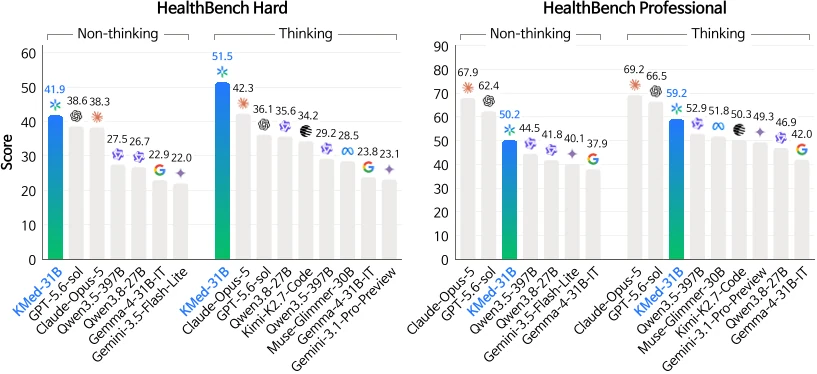 HealthBench Hard
Non-thinking
Thinking
Score
60
50
40
30
20
10
0
41.9
38.6
38.3
27.5
26.7
22.9
22.0
51.5
42.3
36.1
35.6
34.2
29.2
28.5
23.8
23.1
KMed-31B
GPT-5.6-sol
Claude-Opus-5
Qwen3.5-397B
Qwen3.8-27B
Gemma-4-31B-IT
Gemini-3.5-Flash-Lite
KMed-31B
Claude-Opus-5
GPT-5.6-sol
Qwen3.8-27B
Kimi-K2.7-Code
Qwen3.5-397B
Muse-Glimmer-30B
Gemma-4-31B-IT
Gemini-3.1-Pro-Preview
HealthBench Professional
Non-thinking
Thinking
90
80
70
60
50
40
30
20
10
0
67.9
62.4
50.2
44.5
41.8
40.1
37.9
69.2
66.5
59.2
52.9
51.8
50.3
49.3
46.9
42.0
Claude-Opus-5
GPT-5.6-sol
KMed-31B
Qwen3.5-397B
Qwen3.8-27B
Gemini-3.5-Flash-Lite
Gemma-4-31B-IT
Claude-Opus-5
GPT-5.6-sol
KMed-31B
Qwen3.5-397B
Muse-Glimmer-30B
Kimi-K2.7-Code
Gemini-3.1-Pro-Preview
Qwen3.8-27B
Gemma-4-31B-IT